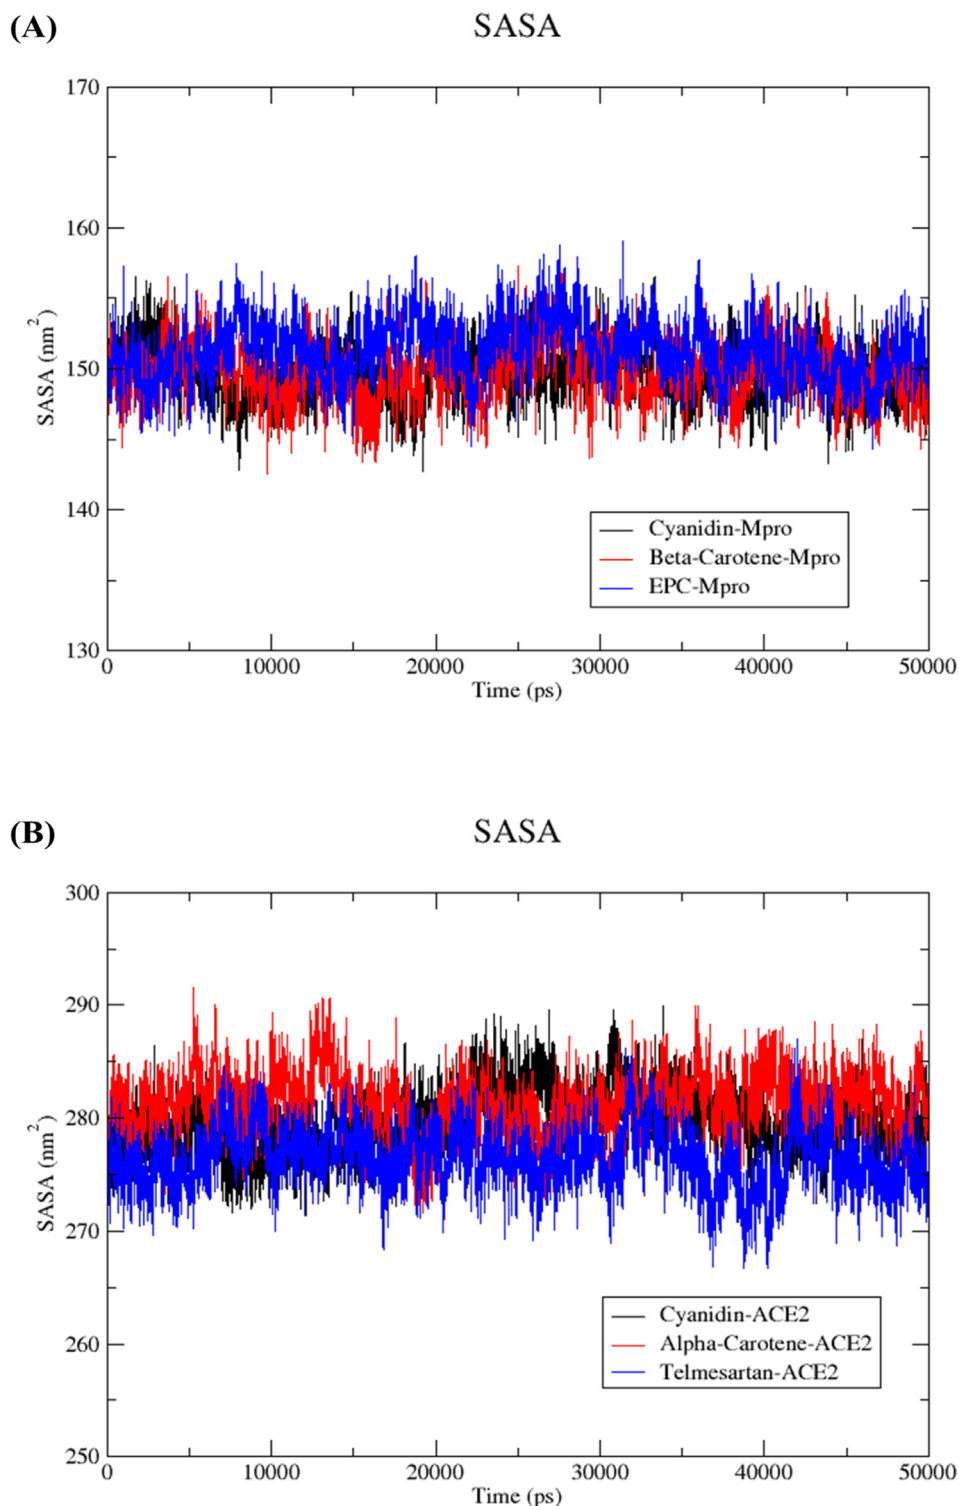 (A)
SASA
170
160
150
140
130
SASA (nm²)
Cyanidin-Mpro
Beta-Carotene-Mpro
EPC-Mpro
0 10000 20000 30000 40000 50000
Time (ps)
(B)
SASA
300
290
280
270
260
250
SASA (nm²)
Cyanidin-ACE2
Alpha-Carotene-ACE2
Telmesartan-ACE2
0 10000 20000 30000 40000 50000
Time (ps)